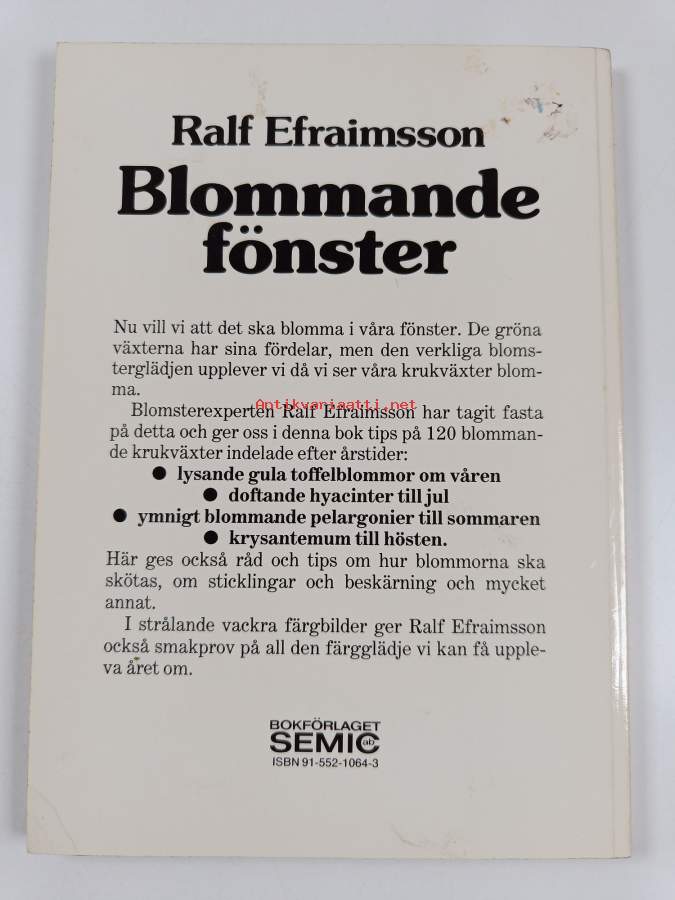 Ralf Efraimsson
Blommande
fönster
Nu vill vi att det ska blomma i våra fönster. De gröna
växterna har sina fördelar, men den verkliga bloms-
terglädjen upplever vi då vi ser våra krukväxter blom-
ma.
Antikvariaatti.net
Blomsterexperten Ralf Efraimsson har tagit fasta
på detta och ger oss i denna bok tips på 120 blomman-
de krukväxter indelade efter årstider:
● lysande gula toffelblommor om våren
● doftande hyacinter till jul
● ymnigt blommande pelargonier till sommaren
● krysantemum till hösten.
Här ges också råd och tips om hur blommorna ska
skötas, om sticklingar och beskärning och mycket
annat.
I strålande vackra färgbilder ger Ralf Efraimsson
också smakprov på all den färgglädje vi kan få upple-
va året om.
BOKFÖRLAGET
SEMIC ab
ISBN 91-552-1064-3